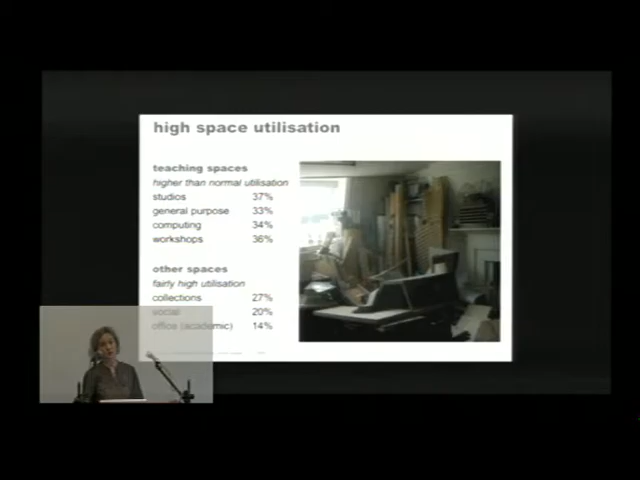 high space utilisation
teaching spaces
higher than normal utilisation
studios 37%
general purpose 33%
computing 34%
workshops 36%
other spaces
fairly high utilisation
collections 27%
social 20%
office (academic) 14%